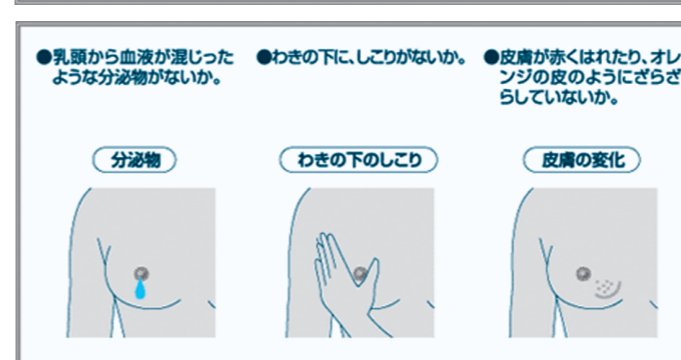 ●乳頭から血液が混じった
ような分泌物がないか。
●わきの下に、しこりがないか。
●皮膚が赤くはれたり、オレ
ンジの皮のようにざらざ
らしていないか。
分泌物
わきの下のしこり
皮膚の変化